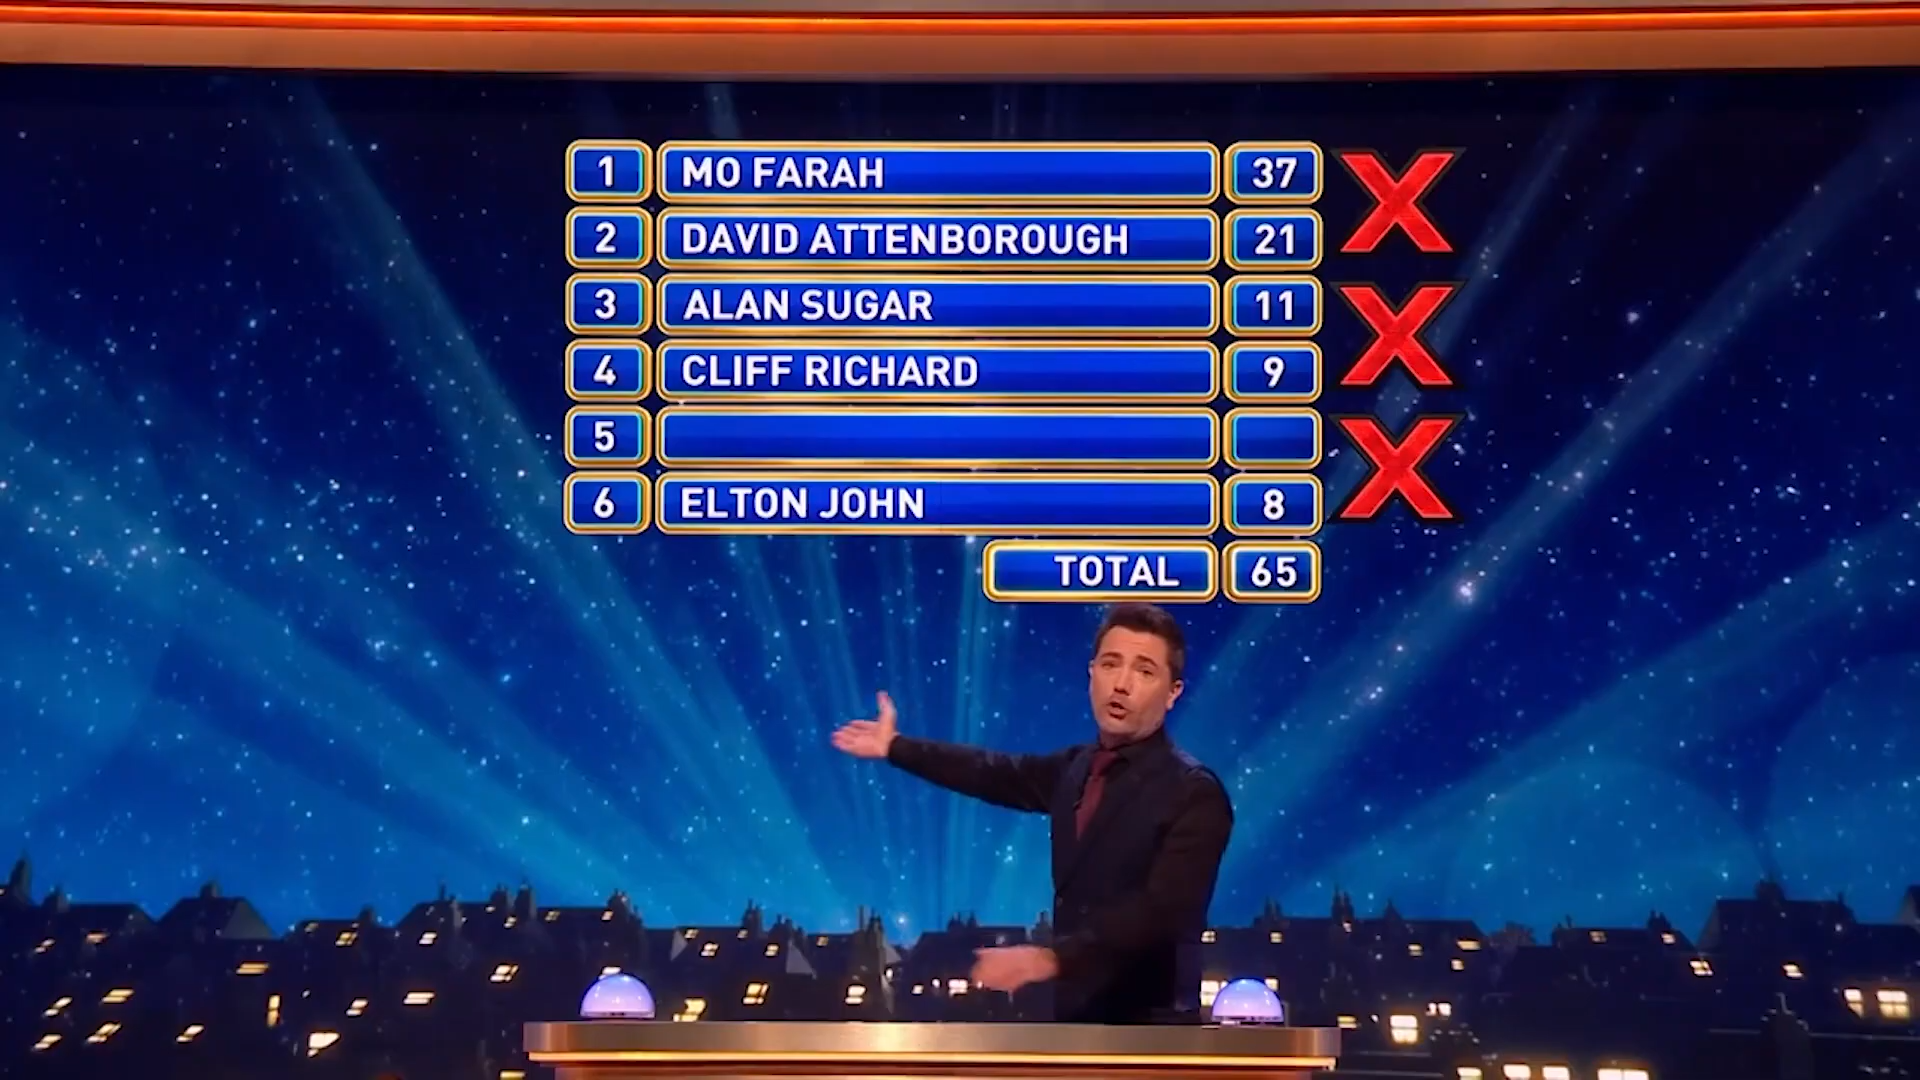 1 MO FARAH 37
2 DAVID ATTENBOROUGH 21
3 ALAN SUGAR 11
4 CLIFF RICHARD 9
5
6 ELTON JOHN 8
TOTAL 65
X
X
X